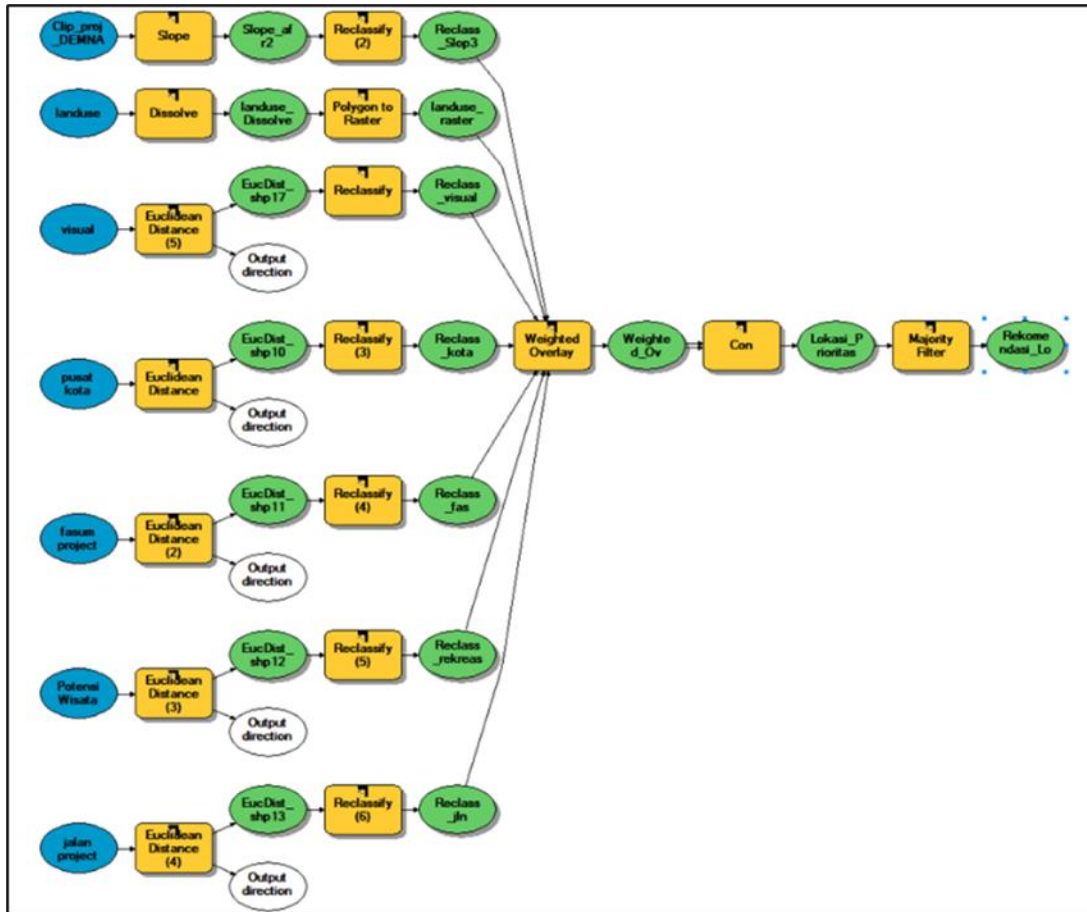 Clip_proj
_DEMNA
Slope
Slope_af
r2
Reclassify
(2)
Reclass
_Slop3
landuse
Dissolve
landuse_
Dissolve
Polygon to
Raster
landuse_
raster
visual
Euclidean
Distance
(5)
EucDist_
shp17
Reclassify
Reclass
_visual
Output
direction
pusat
kota
Euclidean
Distance
EucDist_
shp10
Reclassify
(3)
Reclass
_kota
Output
direction
Weighted
Overlay
Weighte
d_Ov
Con
Lokasi_P
rioritas
Majority
Filter
Rekome
ndasi_Lo
fasum
project
Euclidean
Distance
(2)
EucDist_
shp11
Reclassify
(4)
Reclass
_fas
Output
direction
Potensi
Wisata
Euclidean
Distance
(3)
EucDist_
shp12
Reclassify
(5)
Reclass
_rekreas
Output
direction
jalan
project
Euclidean
Distance
(4)
EucDist_
shp13
Reclassify
(6)
Reclass
_jln
Output
direction